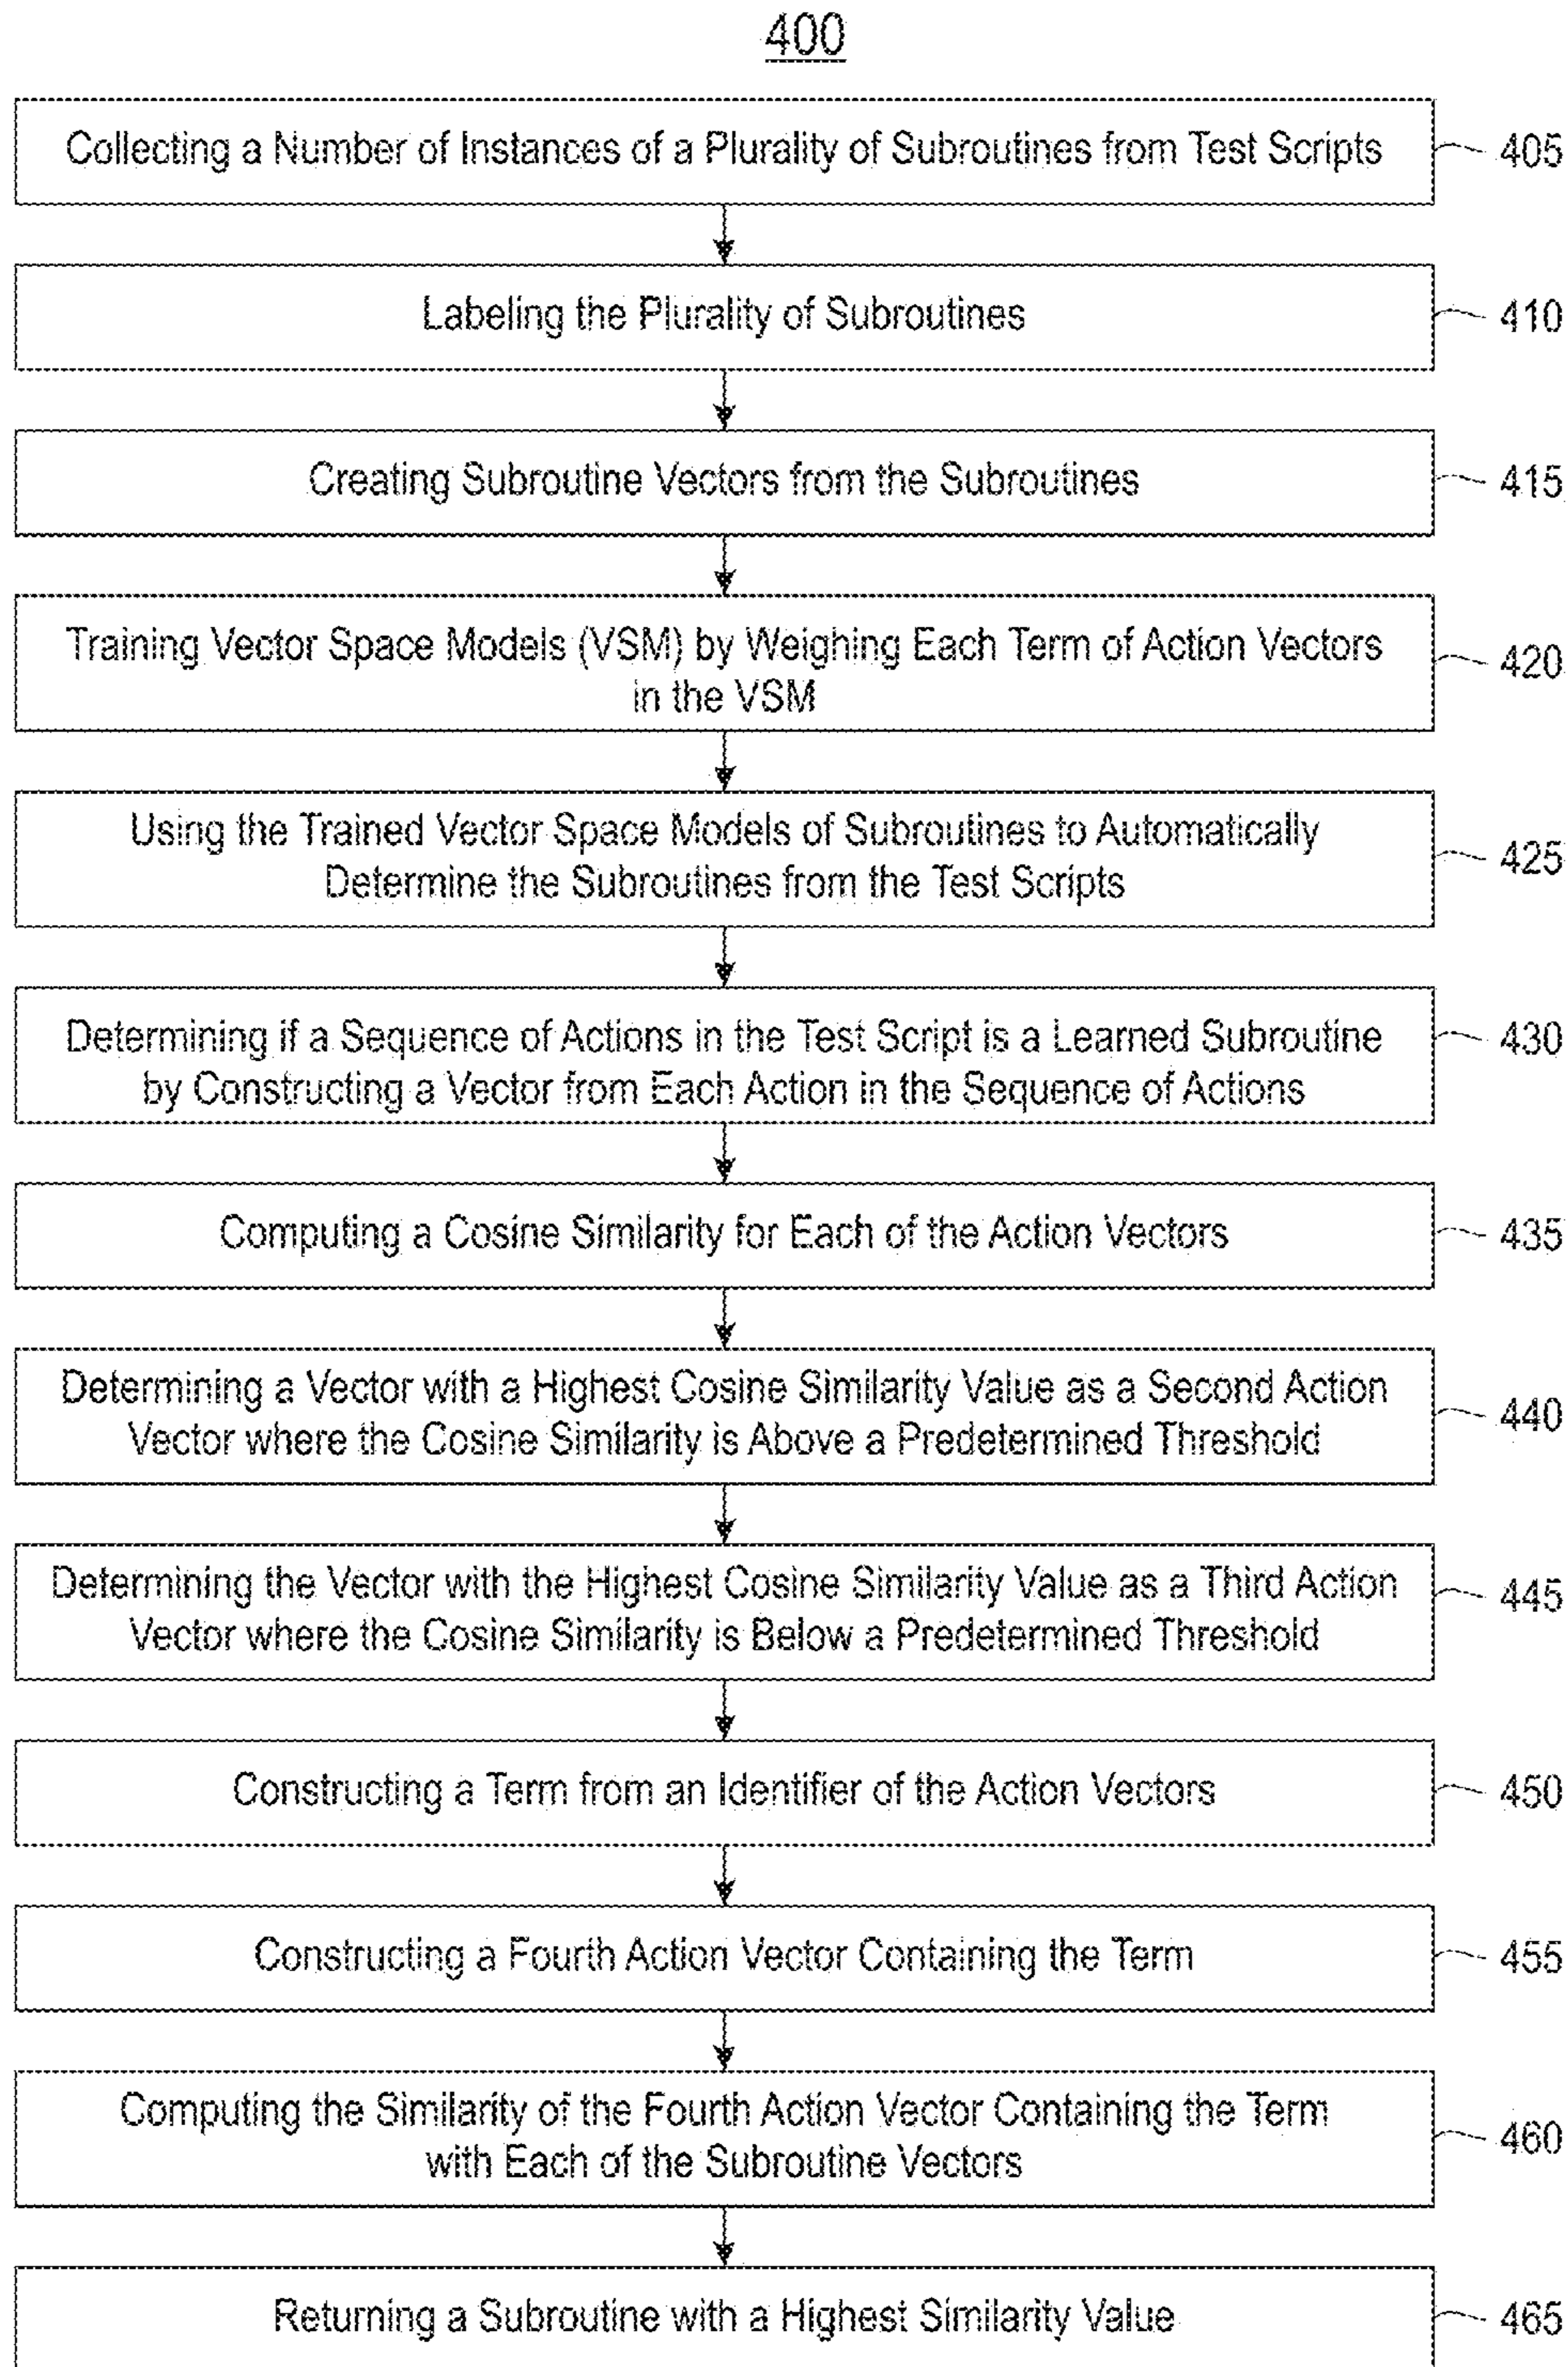 400
Collecting a Number of Instances of a Plurality of Subroutines from Test Scripts
405
Labeling the Plurality of Subroutines
410
Creating Subroutine Vectors from the Subroutines
415
Training Vector Space Models (VSM) by Weighing Each Term of Action Vectors
in the VSM
420
Using the Trained Vector Space Models of Subroutines to Automatically
Determine the Subroutines from the Test Scripts
425
Determining if a Sequence of Actions in the Test Script is a Learned Subroutine
by Constructing a Vector from Each Action in the Sequence of Actions
430
Computing a Cosine Similarity for Each of the Action Vectors
435
Determining a Vector with a Highest Cosine Similarity Value as a Second Action
Vector where the Cosine Similarity is Above a Predetermined Threshold
440
Determining the Vector with the Highest Cosine Similarity Value as a Third Action
Vector where the Cosine Similarity is Below a Predetermined Threshold
445
Constructing a Term from an Identifier of the Action Vectors
450
Constructing a Fourth Action Vector Containing the Term
455
Computing the Similarity of the Fourth Action Vector Containing the Term
with Each of the Subroutine Vectors
460
Returning a Subroutine with a Highest Similarity Value
465